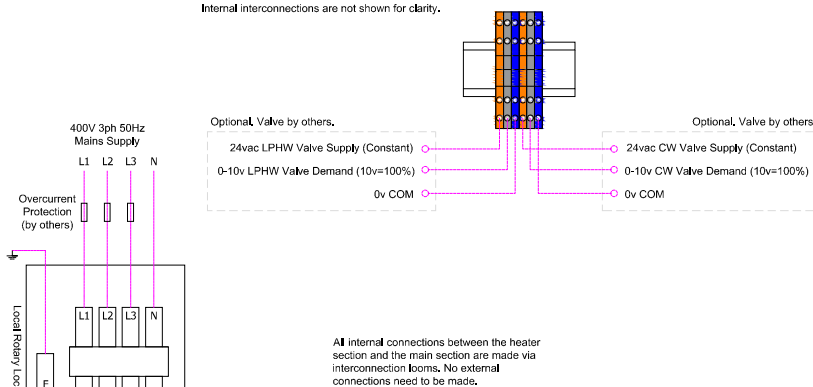 Internal interconnections are not shown for clarity.
Optional. Valve by others.
24vac LPHW Valve Supply (Constant)
0-10v LPHW Valve Demand (10v=100%)
0v COM
Optional. Valve by others
24vac CW Valve Supply (Constant)
0-10v CW Valve Demand (10v=100%)
0v COM
400V 3ph 50Hz
Mains Supply
L1 L2 L3 N
Overcurrent
Protection
(by others)
L1 L2 L3 N
Local Rotary
E
All internal connections between the heater
section and the main section are made via
interconnection looms. No external
connections need to be made.